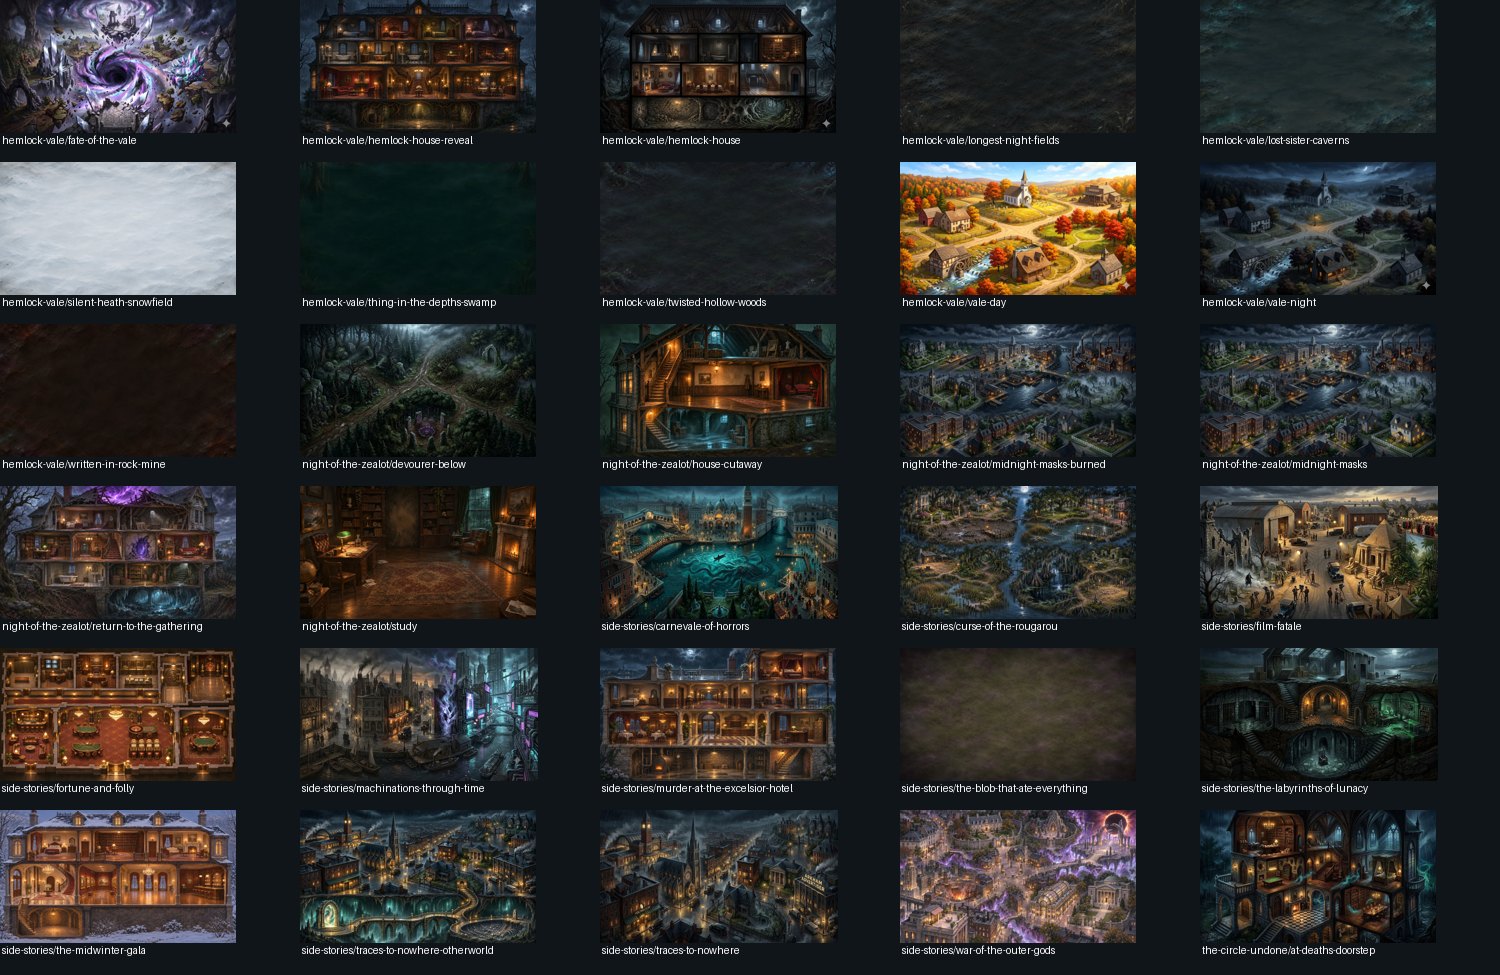 hemlock-vale/fate-of-the-vale
hemlock-vale/hemlock-house-reveal
hemlock-vale/hemlock-house
hemlock-vale/longest-night-fields
hemlock-vale/lost-sister-caverns
hemlock-vale/silent-heath-snowfield
hemlock-vale/thing-in-the-depths-swamp
hemlock-vale/twisted-hollow-woods
hemlock-vale/vale-day
hemlock-vale/vale-night
hemlock-vale/written-in-rock-mine
night-of-the-zealot/devourer-below
night-of-the-zealot/house-cutaway
night-of-the-zealot/midnight-masks-burned
night-of-the-zealot/midnight-masks
night-of-the-zealot/return-to-the-gathering
night-of-the-zealot/study
side-stories/carnevale-of-horrors
side-stories/curse-of-the-rougarou
side-stories/film-fatale
side-stories/fortune-and-folly
side-stories/machinations-through-time
side-stories/murder-at-the-excelsior-hotel
side-stories/the-blob-that-ate-everything
side-stories/the-labyrinths-of-lunacy
side-stories/the-midwinter-gala
side-stories/traces-to-nowhere-otherworld
side-stories/traces-to-nowhere
side-stories/war-of-the-outer-gods
the-circle-undone/at-deaths-doorstep